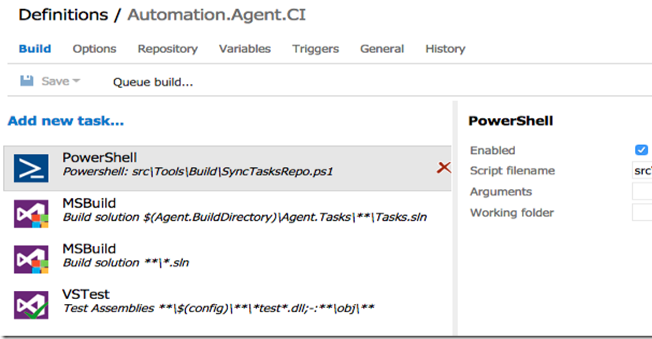 Definitions / Automation.Agent.CI
Build Options Repository Variables Triggers General History
Save Queue build...
Add new task...
PowerShell
Powershell: src\Tools\Build\SyncTasksRepo.ps1
MSBuild
Build solution $(Agent.BuildDirectory)\Agent.Tasks\**\Tasks.sln
MSBuild
Build solution **\*.sln
VSTest
Test Assemblies **\$(config)\**\*test*.dll;-:**\obj\**
PowerShell
Enabled
Script filename src\
Arguments
Working folder